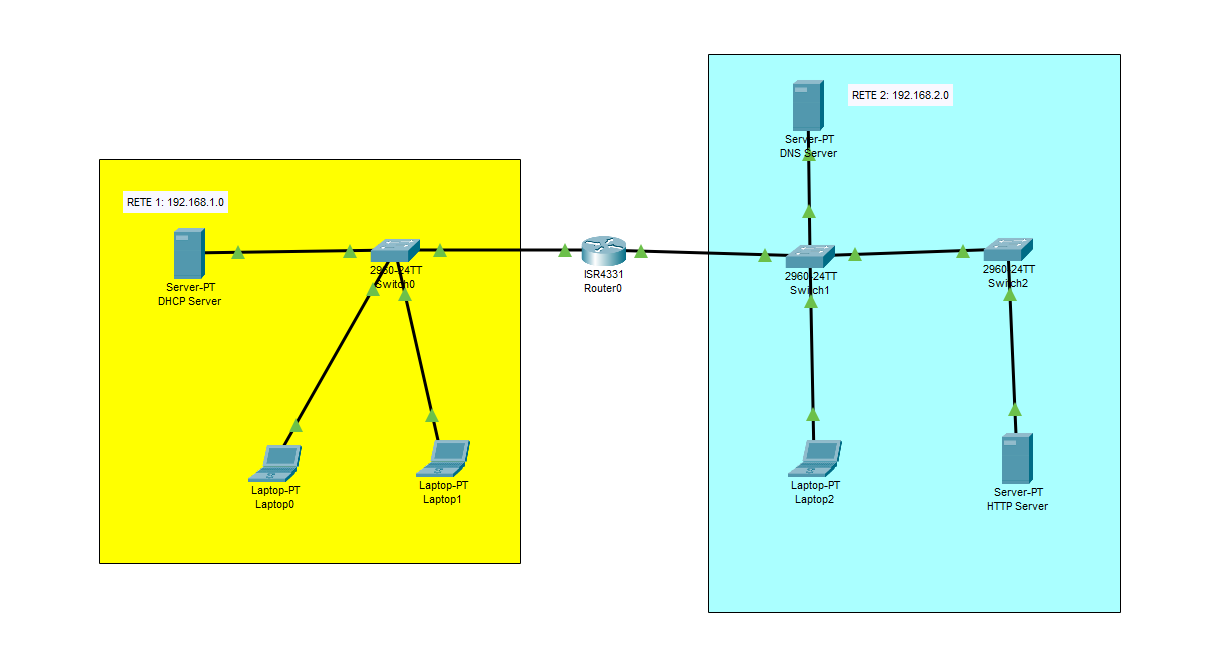 RETE 1: 192.168.1.0
Server-PT
DHCP Server
2960-24TT
Switch0
Laptop-PT
Laptop0
Laptop-PT
Laptop1
ISR4331
Router0
RETE 2: 192.168.2.0
Server-PT
DNS Server
2960-24TT
Switch1
2960-24TT
Switch2
Laptop-PT
Laptop2
Server-PT
HTTP Server